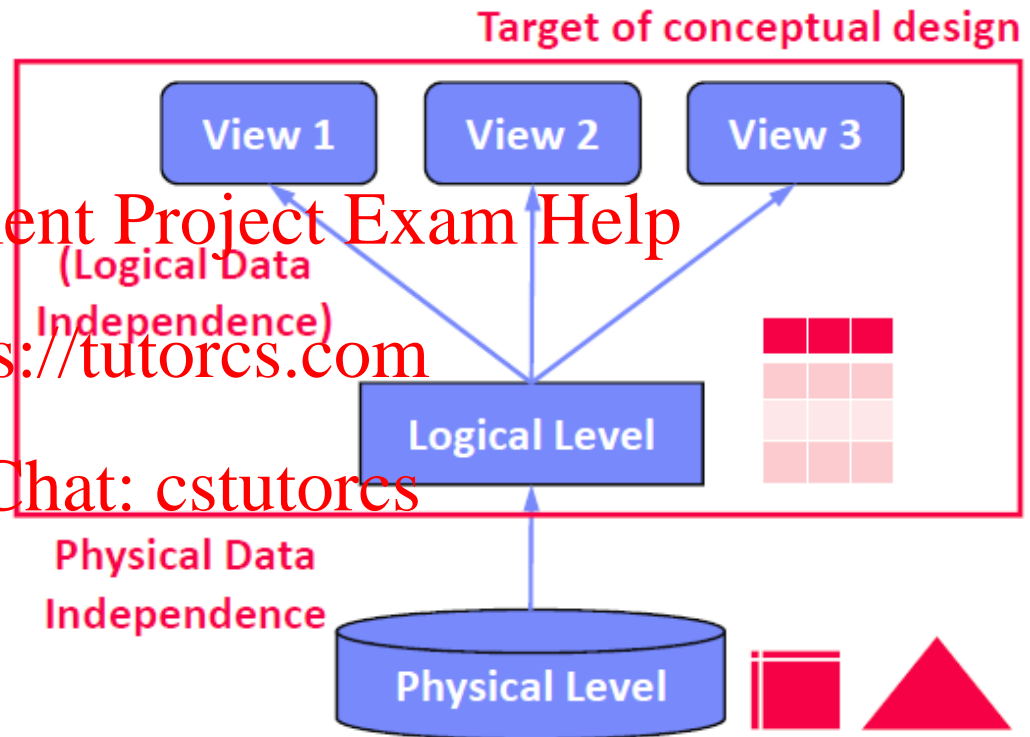 Target of conceptual design
View 1 View 2 View 3
ent Project Exam Help
(Logical Data
Independence)
s://tutorcs.com
Logical Level
Chat: cstutorcs
Physical Data
Independence
Physical Level